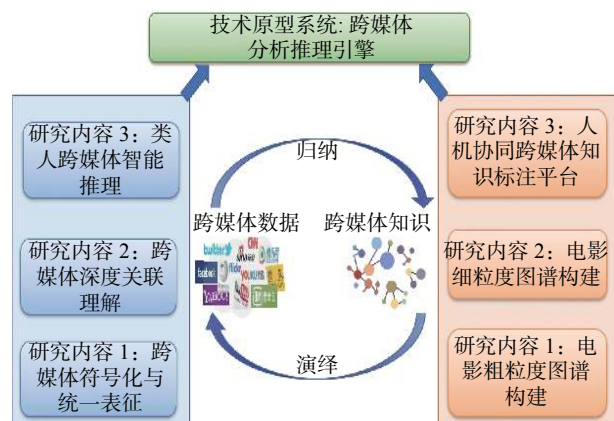 技术原型系统: 跨媒体
分析推理引擎
研究内容 3：类
人跨媒体智能
推理
研究内容 2：跨
媒体深度关联
理解
研究内容 1：跨
媒体符号化与
统一表征
归纳
跨媒体数据
跨媒体知识
twitter
CNN
facebook
flickr
YAHOO!
演绎
研究内容 3：人
机协同跨媒体知
识标注平台
研究内容 2：电影
细粒度图谱构建
研究内容 1：电
影粗粒度图谱
构建